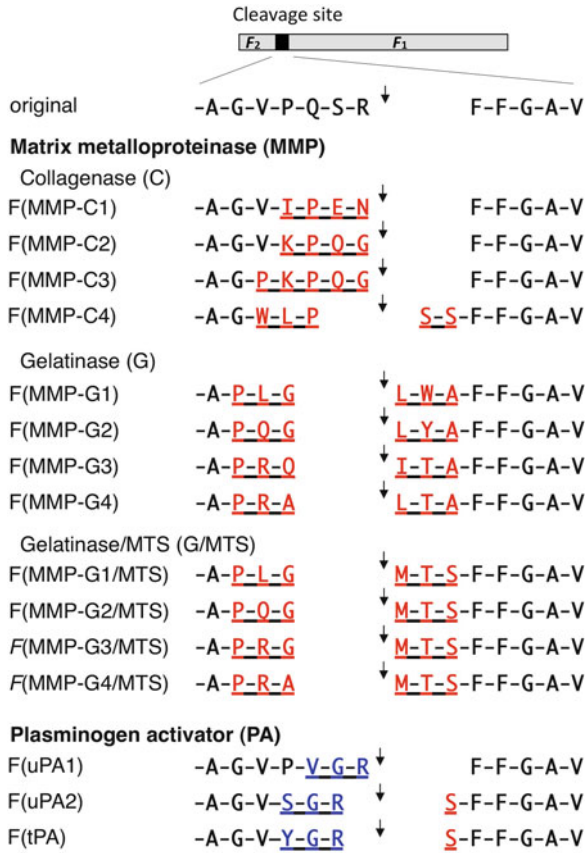 Cleavage site
F2 F1
original -A-G-V-P-Q-S-R ↓ F-F-G-A-V
Matrix metalloproteinase (MMP)
Collagenase (C)
F(MMP-C1) -A-G-V-I-P-E-N ↓ F-F-G-A-V
F(MMP-C2) -A-G-V-K-P-Q-G ↓ F-F-G-A-V
F(MMP-C3) -A-G-P-K-P-Q-G ↓ F-F-G-A-V
F(MMP-C4) -A-G-W-L-P ↓ S-S-F-F-G-A-V
Gelatinase (G)
F(MMP-G1) -A-P-L-G ↓ L-W-A-F-F-G-A-V
F(MMP-G2) -A-P-Q-G ↓ L-Y-A-F-F-G-A-V
F(MMP-G3) -A-P-R-Q ↓ I-T-A-F-F-G-A-V
F(MMP-G4) -A-P-R-A ↓ L-T-A-F-F-G-A-V
Gelatinase/MTS (G/MTS)
F(MMP-G1/MTS) -A-P-L-G ↓ M-T-S-F-F-G-A-V
F(MMP-G2/MTS) -A-P-Q-G ↓ M-T-S-F-F-G-A-V
F(MMP-G3/MTS) -A-P-R-G ↓ M-T-S-F-F-G-A-V
F(MMP-G4/MTS) -A-P-R-A ↓ M-T-S-F-F-G-A-V
Plasminogen activator (PA)
F(uPA1) -A-G-V-P-V-G-R ↓ F-F-G-A-V
F(uPA2) -A-G-V-S-G-R ↓ S-F-F-G-A-V
F(tPA) -A-G-V-Y-G-R ↓ S-F-F-G-A-V